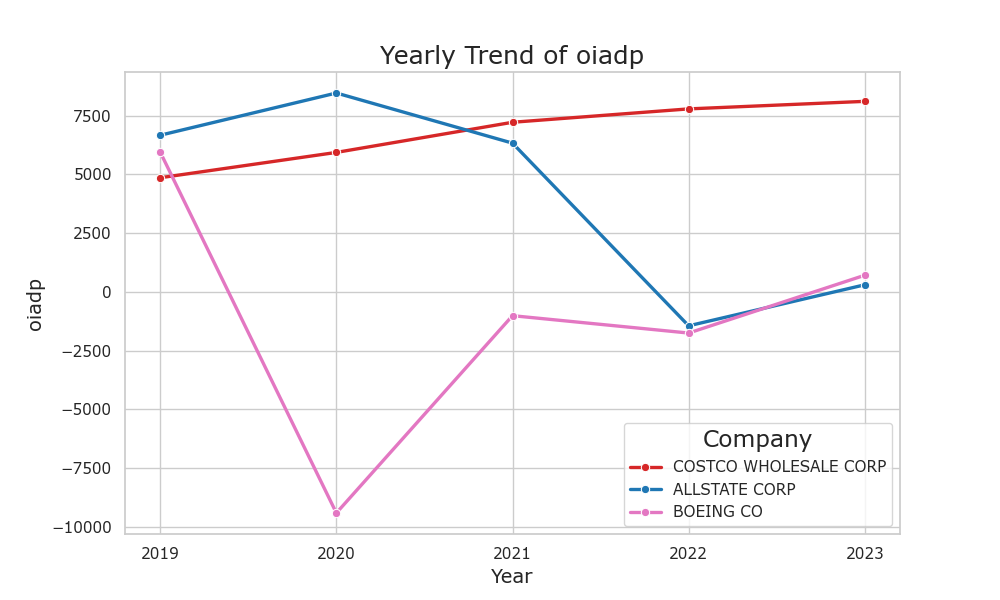 Yearly Trend of oiadp
oiadp
7500
5000
2500
0
−2500
−5000
−7500
−10000
Company
COSTCO WHOLESALE CORP
ALLSTATE CORP
BOEING CO
2019 2020 2021 2022 2023
Year